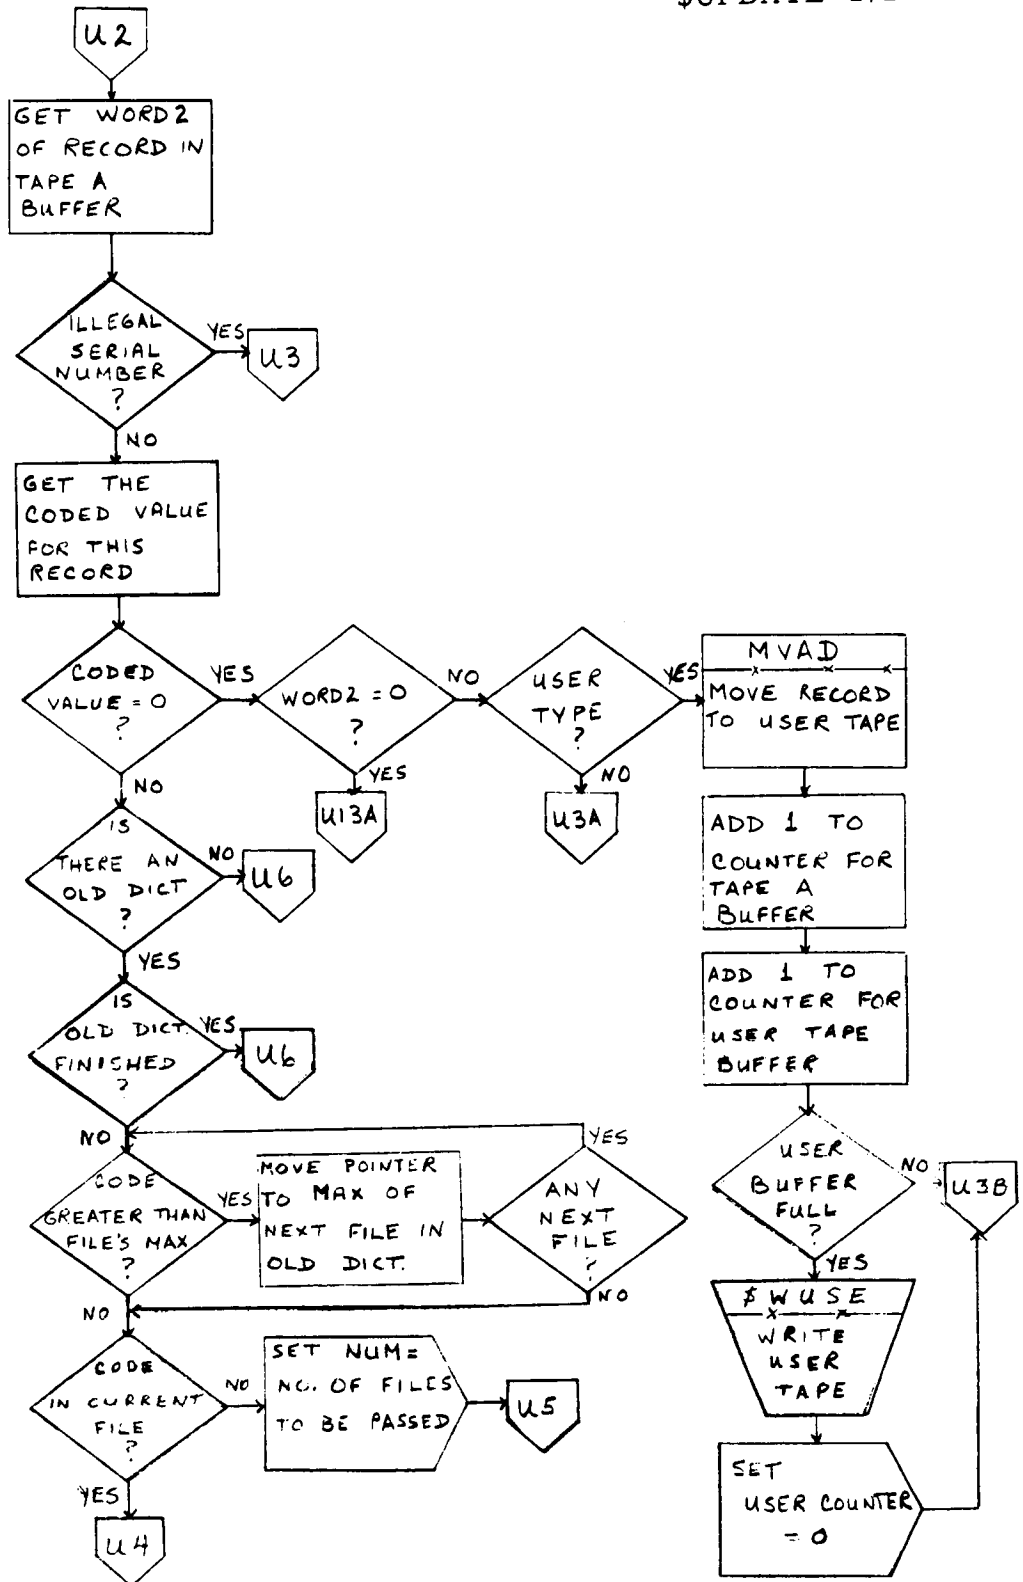 $UPDATE
U2
GET WORD2
OF RECORD IN
TAPE A
BUFFER
ILLEGAL
SERIAL
NUMBER
?
YES
U3
NO
GET THE
CODED VALUE
FOR THIS
RECORD
CODED
VALUE = 0
?
YES
WORD2 = 0
?
NO
USER
TYPE
?
YES
MVAD
MOVE RECORD
TO USER TAPE
NO
YES
U13A
NO
U3A
ADD 1 TO
COUNTER FOR
TAPE A
BUFFER
IS
THERE AN
OLD DICT
?
NO
U6
YES
ADD 1 TO
COUNTER FOR
USER TAPE
BUFFER
IS
OLD DICT.
FINISHED
?
YES
U6
NO
YES
CODE
GREATER THAN
FILE'S MAX
?
YES
MOVE POINTER
TO MAX OF
NEXT FILE IN
OLD DICT.
ANY
NEXT
FILE
?
NO
USER
BUFFER
FULL
?
NO
U3B
YES
$WUSE
WRITE
USER
TAPE
NO
CODE
IN CURRENT
FILE
?
NO
SET NUM=
NO. OF FILES
TO BE PASSED
U5
YES
U4
SET
USER COUNTER
= 0